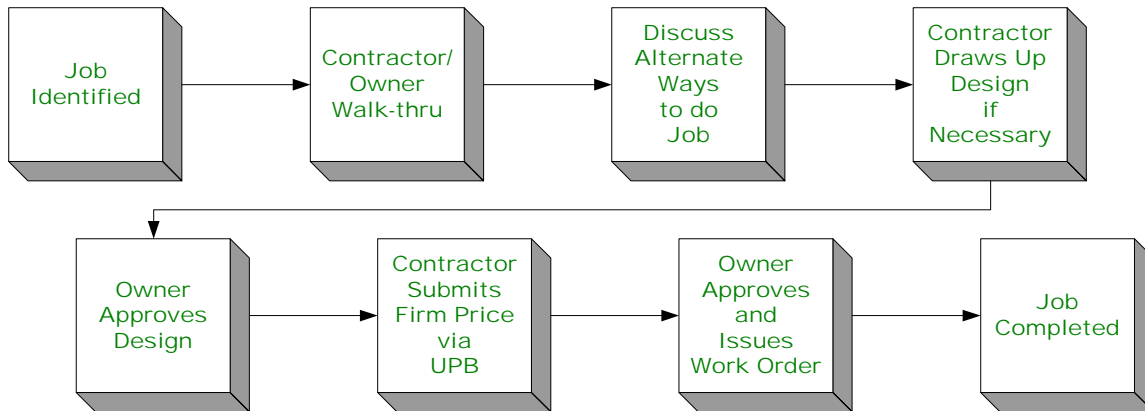 Job
Identified
Contractor/
Owner
Walk-thru
Discuss
Alternate
Ways
to do
Job
Contractor
Draws Up
Design
if
Necessary
Owner
Approves
Design
Contractor
Submits
Firm Price
via
UPB
Owner
Approves
and
Issues
Work Order
Job
Completed